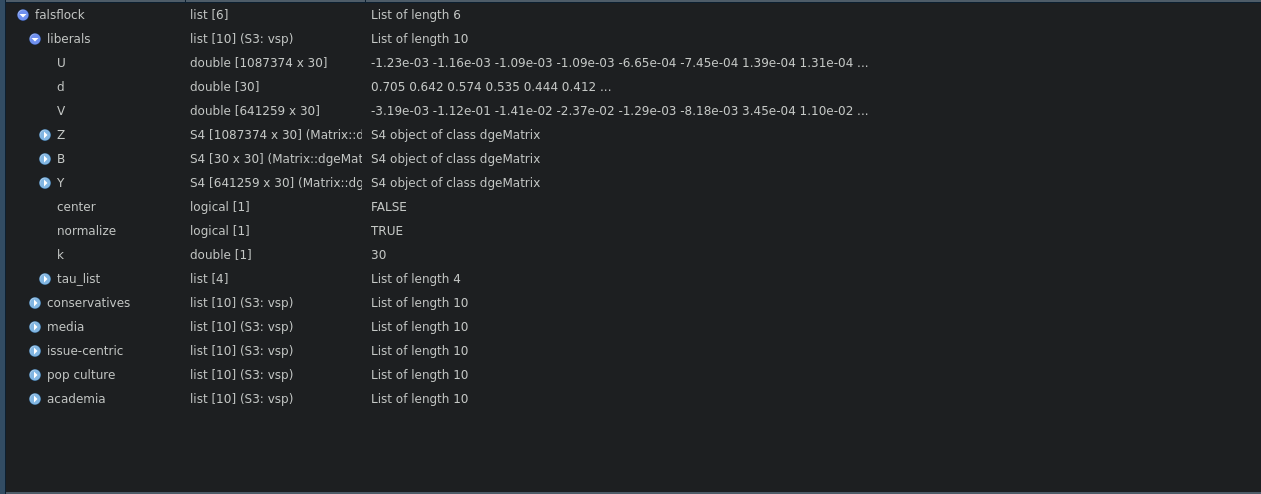 falsflock list [6] List of length 6
liberals list [10] (S3: vsp) List of length 10
U double [1087374 x 30] -1.23e-03 -1.16e-03 -1.09e-03 -1.09e-03 -6.65e-04 -7.45e-04 1.39e-04 1.31e-04 ...
d double [30] 0.705 0.642 0.574 0.535 0.444 0.412 ...
V double [641259 x 30] -3.19e-03 -1.12e-01 -1.41e-02 -2.37e-02 -1.29e-03 -8.18e-03 3.45e-04 1.10e-02 ...
Z S4 [1087374 x 30] (Matrix::d S4 object of class dgeMatrix
B S4 [30 x 30] (Matrix::dgeMat S4 object of class dgeMatrix
Y S4 [641259 x 30] (Matrix::dg S4 object of class dgeMatrix
center logical [1] FALSE
normalize logical [1] TRUE
k double [1] 30
tau_list list [4] List of length 4
conservatives list [10] (S3: vsp) List of length 10
media list [10] (S3: vsp) List of length 10
issue-centric list [10] (S3: vsp) List of length 10
pop culture list [10] (S3: vsp) List of length 10
academia list [10] (S3: vsp) List of length 10